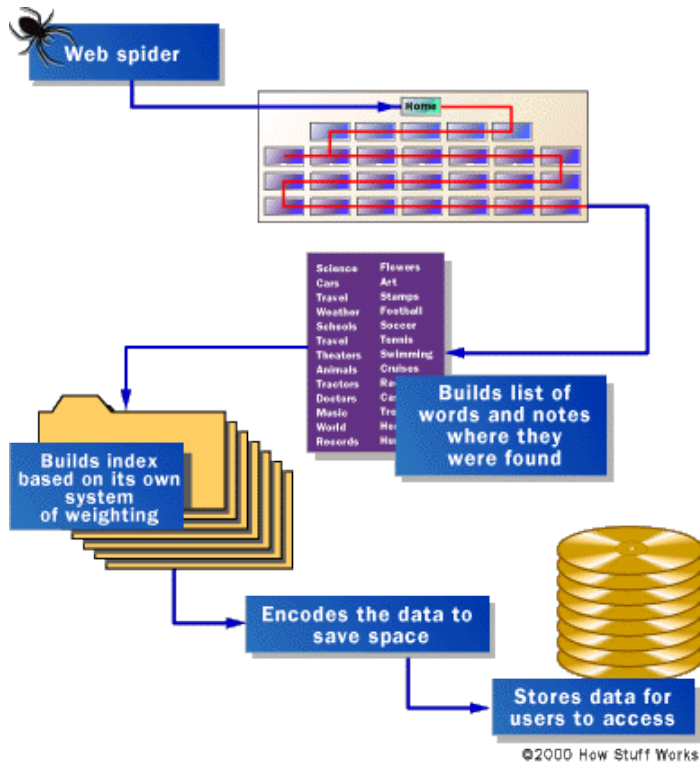 Web spider
Home
Science
Cars
Travel
Weather
Schools
Travel
Theaters
Animals
Tractors
Doctors
Music
World
Records
Flowers
Art
Stamps
Football
Soccer
Tennis
Swimming
Cruises
Builds list of
words and notes
where they
were found
Builds index
based on its own
system
of weighting
Encodes the data to
save space
Stores data for
users to access
©2000 How Stuff Works